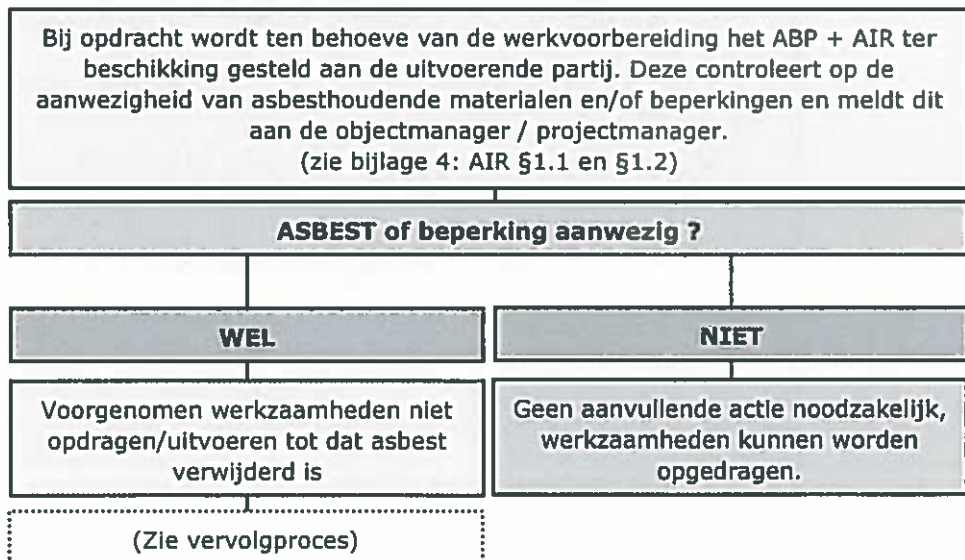 Bij opdracht wordt ten behoeve van de werkvoorbereiding het ABP + AIR ter
beschikking gesteld aan de uitvoerende partij. Deze controleert op de
aanwezigheid van asbesthoudende materialen en/of beperkingen en meldt dit
aan de objectmanager / projectmanager.
(zie bijlage 4: AIR §1.1 en §1.2)
ASBEST of beperking aanwezig ?
WEL
NIET
Voorgenomen werkzaamheden niet
opdragen/uitvoeren tot dat asbest
verwijderd is
Geen aanvullende actie noodzakelijk,
werkzaamheden kunnen worden
opgedragen.
(Zie vervolgproces)